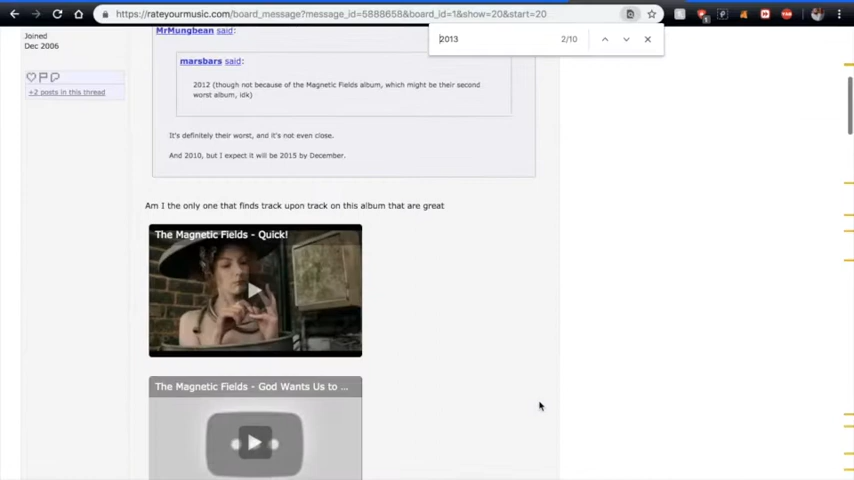 https://rateyourmusic.com/board_message?message_id=5888658&board_id=1&show=20&start=20
2013
2/10
Joined
Dec 2006
+2 posts in this thread
MrMungbean said:
marsbars said:
2012 (though not because of the Magnetic Fields album, which might be their second
worst album, idk)
It's definitely their worst, and it's not even close.
And 2010, but I expect it will be 2015 by December.
Am I the only one that finds track upon track on this album that are great
The Magnetic Fields - Quick!
The Magnetic Fields - God Wants Us to ...